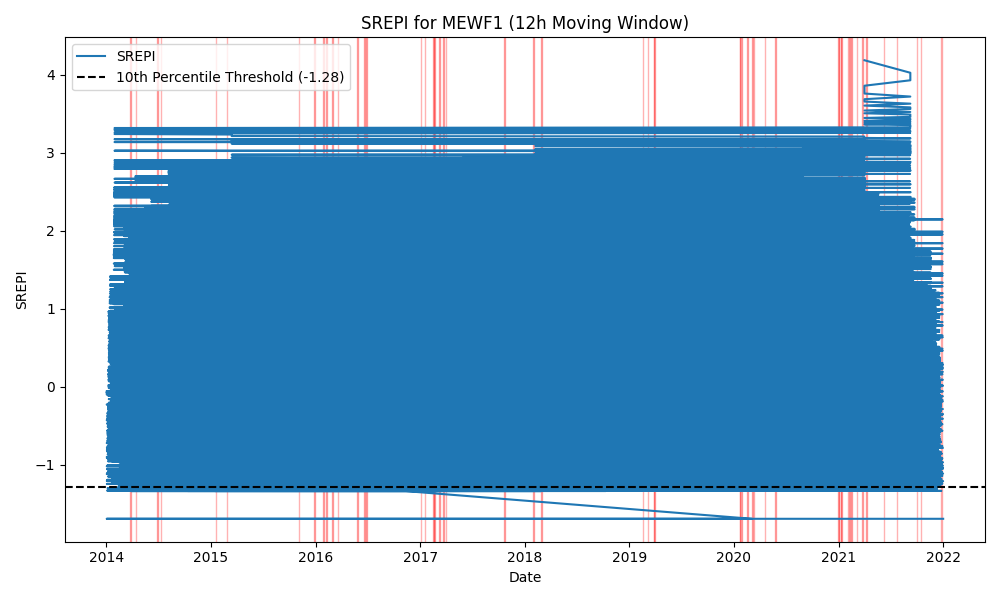 SREPI for MEWF1 (12h Moving Window)
SREPI
10th Percentile Threshold (-1.28)
4
3
2
1
0
−1
SREPI
2014 2015 2016 2017 2018 2019 2020 2021 2022
Date